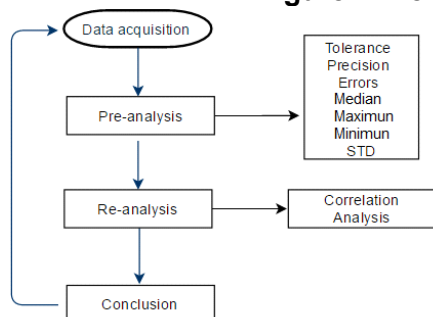 Data acquisition
Pre-analysis
Tolerance
Precision
Errors
Median
Maximun
Minimun
STD
Re-analysis
Correlation
Analysis
Conclusion